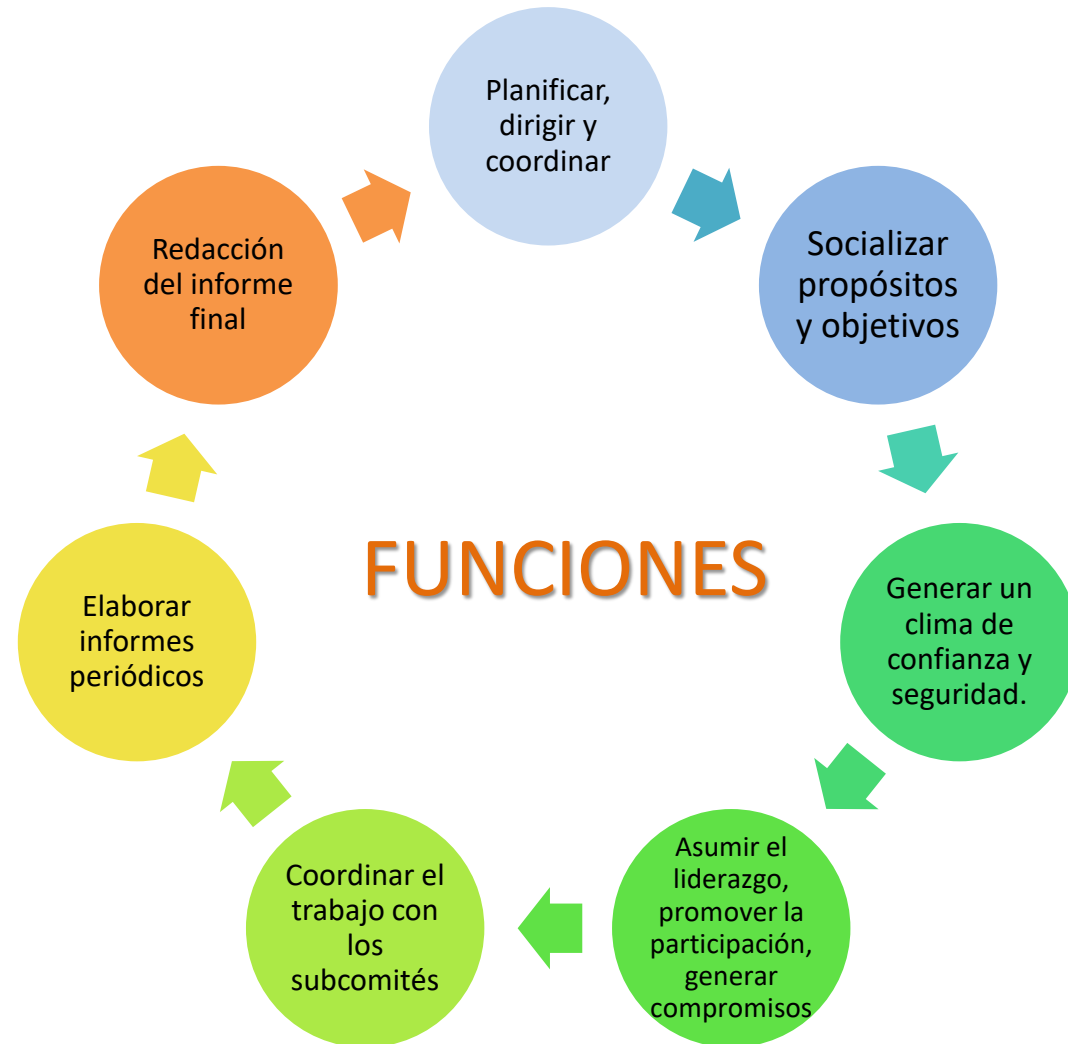 Planificar,
dirigir y
coordinar
Socializar
propósitos
y objetivos
Generar un
clima de
confianza y
seguridad.
Asumir el
liderazgo,
promover la
participación,
generar
compromisos
Coordinar el
trabajo con
los
subcomités
Elaborar
informes
periódicos
Redacción
del informe
final
FUNCIONES